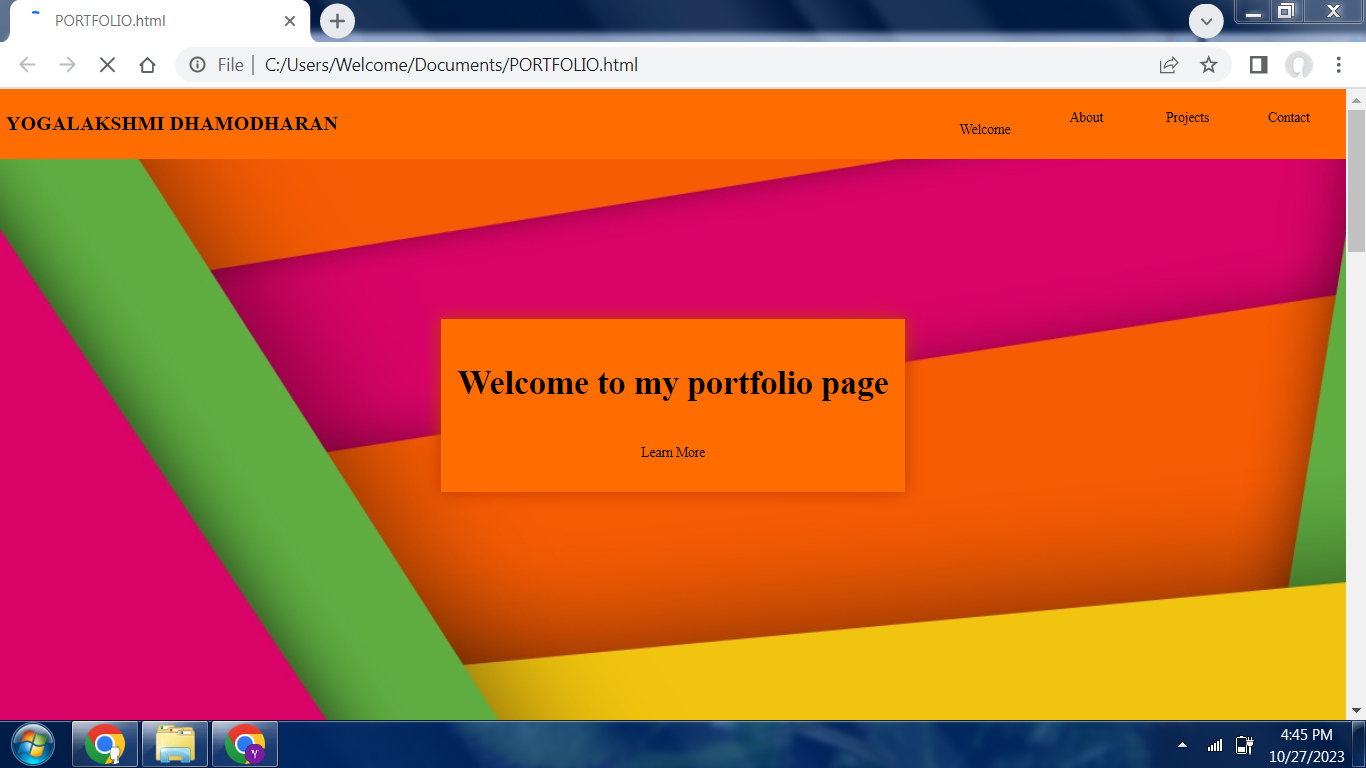 PORTFOLIO.html
File | C:/Users/Welcome/Documents/PORTFOLIO.html
YOGALAKSHMI DHAMODHARAN
Welcome
About
Projects
Contact
Welcome to my portfolio page
Learn More
Y
4:45 PM
10/27/2023